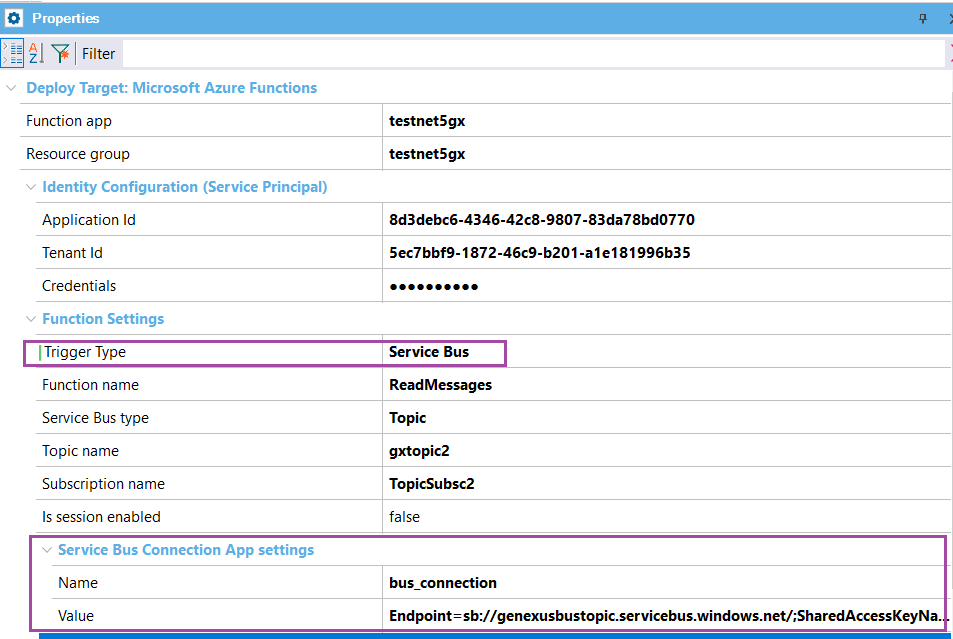 Properties
Filter
Deploy Target: Microsoft Azure Functions
Function app testnet5gx
Resource group testnet5gx
Identity Configuration (Service Principal)
Application Id 8d3debc6-4346-42c8-9807-83da78bd0770
Tenant Id 5ec7bbf9-1872-46c9-b201-a1e181996b35
Credentials ●●●●●●●●●●
Function Settings
Trigger Type Service Bus
Function name ReadMessages
Service Bus type Topic
Topic name gxtopic2
Subscription name TopicSubsc2
Is session enabled false
Service Bus Connection App settings
Name bus_connection
Value Endpoint=sb://genexusbustopic.servicebus.windows.net/;SharedAccessKeyNa...